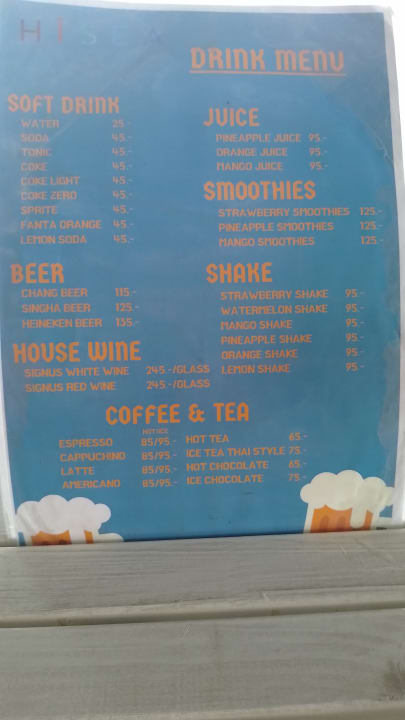 HISEA
DRINK MENU
SOFT DRINK
WATER 25.-
SODA 45.-
TONIC 45.-
COKE 45.-
COKE LIGHT 45.-
COKE ZERO 45.-
SPRITE 45.-
FANTA ORANGE 45.-
LEMON SODA 45.-
BEER
CHANG BEER 115.-
SINGHA BEER 125.-
HEINEKEN BEER 135.-
HOUSE WINE
SIGNUS WHITE WINE 245.-/GLASS
SIGNUS RED WINE 245.-/GLASS
JUICE
PINEAPPLE JUICE 95.-
ORANGE JUICE 95.-
MANGO JUICE 95.-
SMOOTHIES
STRAWBERRY SMOOTHIES 125.-
PINEAPPLE SMOOTHIES 125.-
MANGO SMOOTHIES 125.-
SHAKE
STRAWBERRY SHAKE 95.-
WATERMELON SHAKE 95.-
MANGO SHAKE 95.-
PINEAPPLE SHAKE 95.-
ORANGE SHAKE 95.-
LEMON SHAKE 95.-
COFFEE & TEA
HOT/ICE
ESPRESSO 85/95.-
CAPPUCHINO 85/95.-
LATTE 85/95.-
AMERICANO 85/95.-
HOT TEA 65.-
ICE TEA THAI STYLE 75.-
HOT CHOCOLATE 65.-
ICE CHOCOLATE 75.-